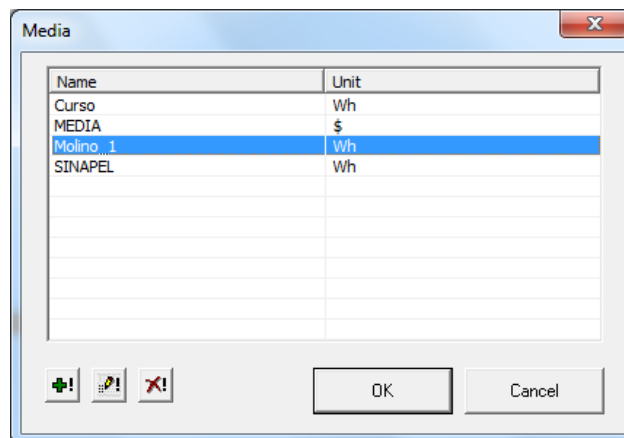 Media
Name Unit
Curso Wh
MEDIA $
Molino_1 Wh
SINAPEL Wh
! ! !
OK Cancel